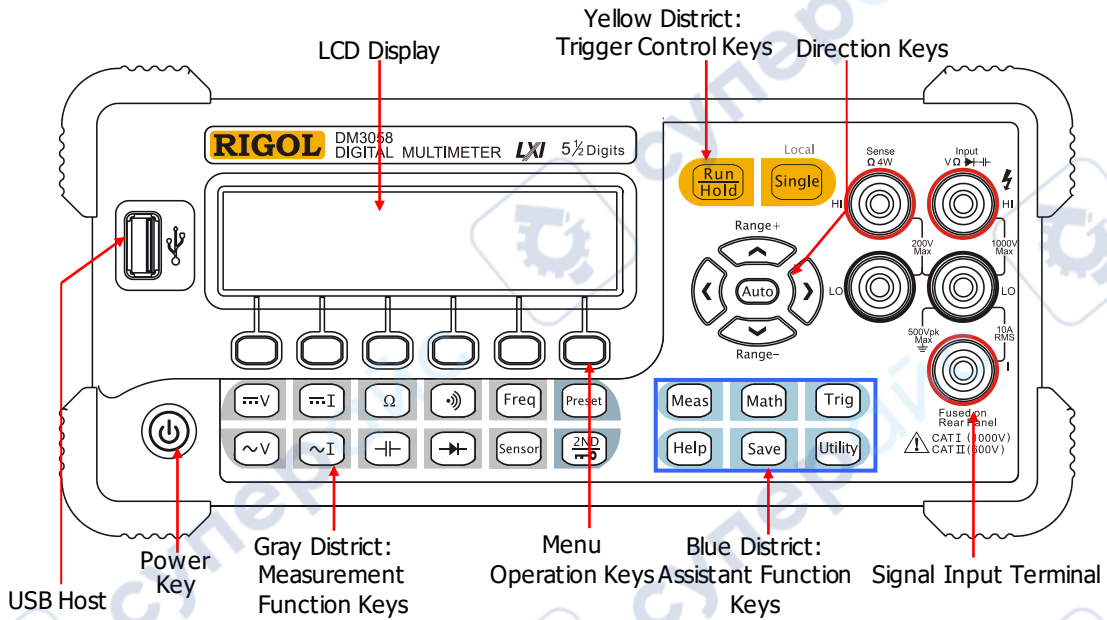 Yellow District:
Trigger Control Keys
LCD Display
Direction Keys
RIGOL
DM3058
DIGITAL MULTIMETER
LXI
5½Digits
Run
Hold
Local
Single
Sense
Ω 4W
Input
V Ω
HI
HI
200V
Max
1000V
Max
Range+
Auto
Range-
LO
LO
500Vpk
Max
10A
RMS
I
Fused on
Rear Panel
CAT I (1000V)
CAT II (600V)
V
I
Ω
Freq
Preset
~V
~I
Sensor
2ND
Meas
Math
Trig
Help
Save
Utility
Power
Key
USB Host
Gray District:
Measurement
Function Keys
Menu
Operation Keys
Blue District:
Assistant Function
Keys
Signal Input Terminal
суперайс